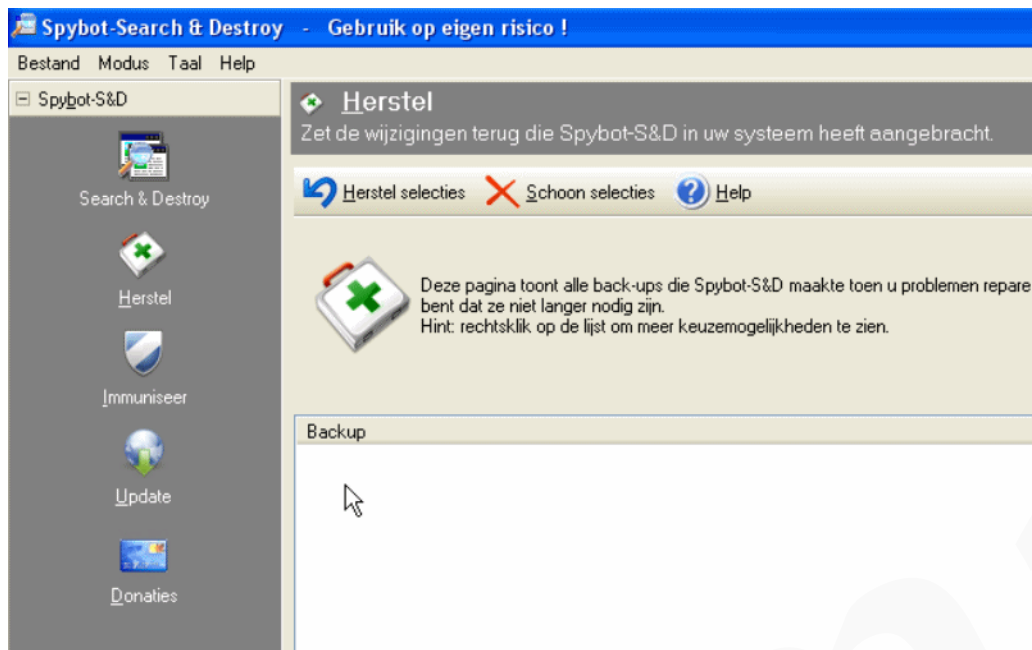 Spybot-Search & Destroy - Gebruik op eigen risico !
Bestand Modus Taal Help
Spybot-S&D
Search & Destroy
Herstel
Immuniseer
Update
Donaties
Herstel
Zet de wijzigingen terug die Spybot-S&D in uw systeem heeft aangebracht.
Herstel selecties Schoon selecties Help
Deze pagina toont alle back-ups die Spybot-S&D maakte toen u problemen repare
bent dat ze niet langer nodig zijn.
Hint: rechtsklik op de lijst om meer keuzemogelijkheden te zien.
Backup